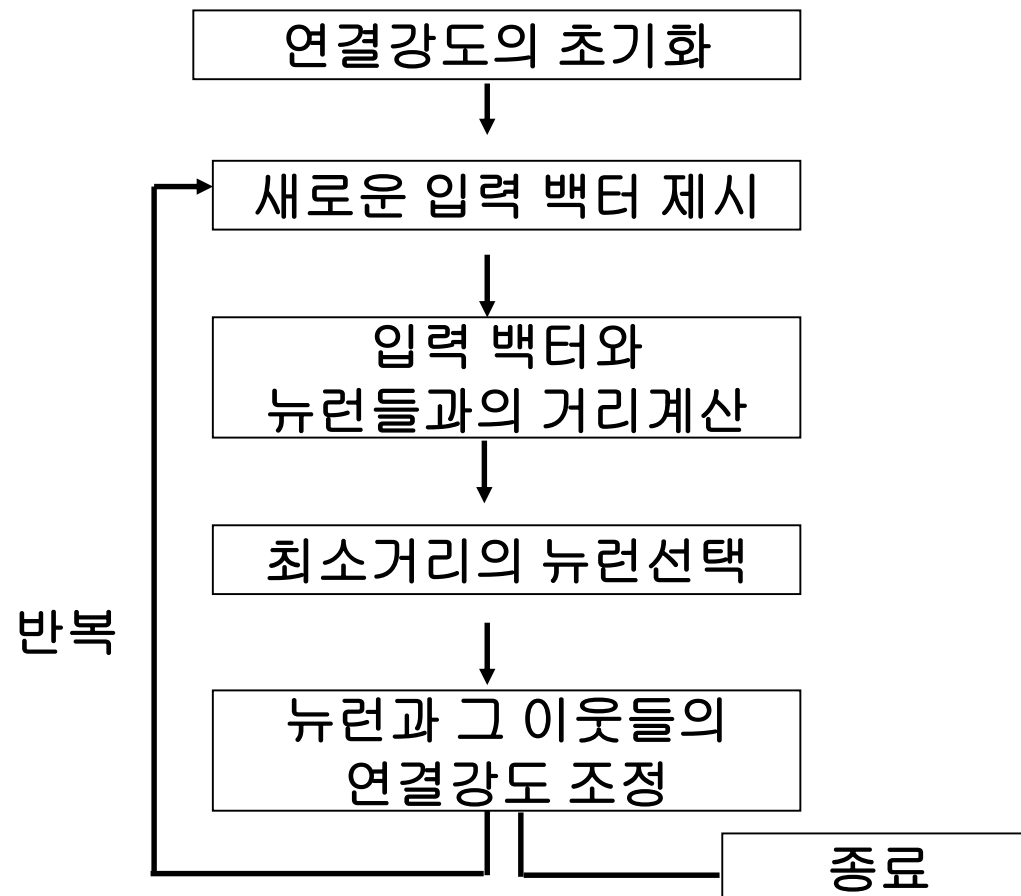 연결강도의 초기화
새로운 입력 백터 제시
입력 백터와
뉴런들과의 거리계산
최소거리의 뉴런선택
반복
뉴런과 그 이웃들의
연결강도 조정
종료